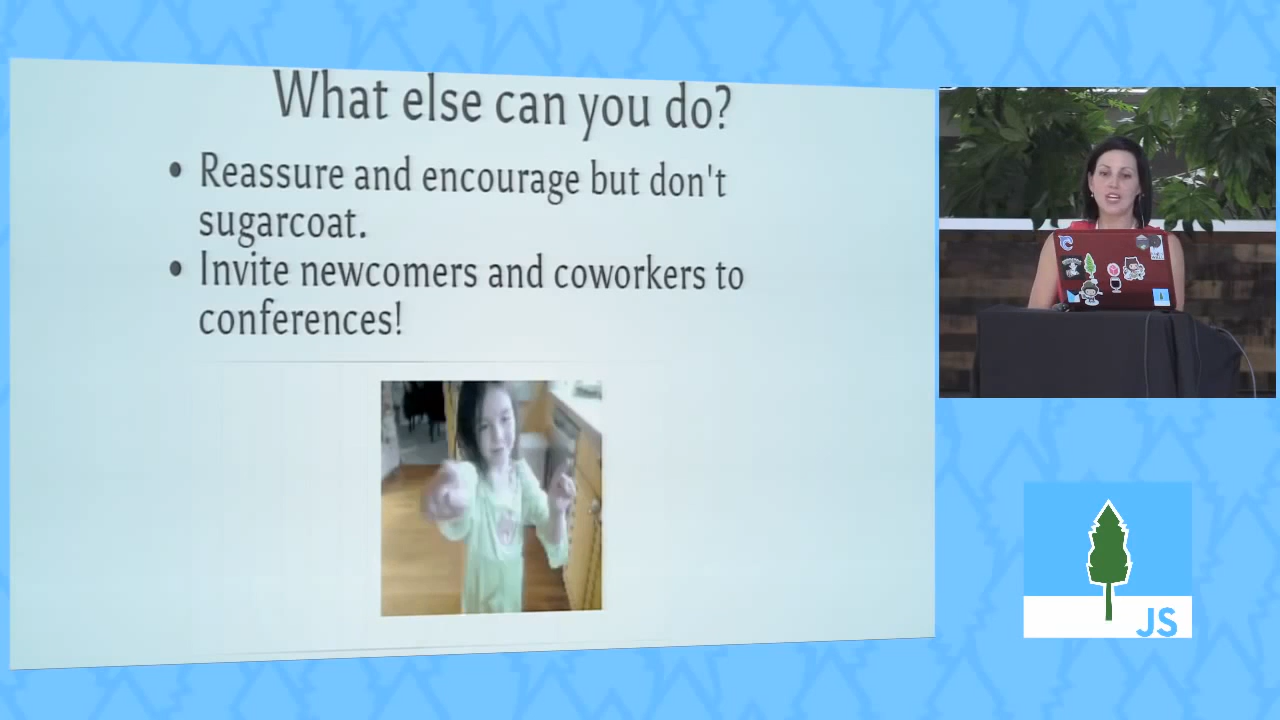 What else can you do?
• Reassure and encourage but don't
sugarcoat.
• Invite newcomers and coworkers to
conferences!
JS